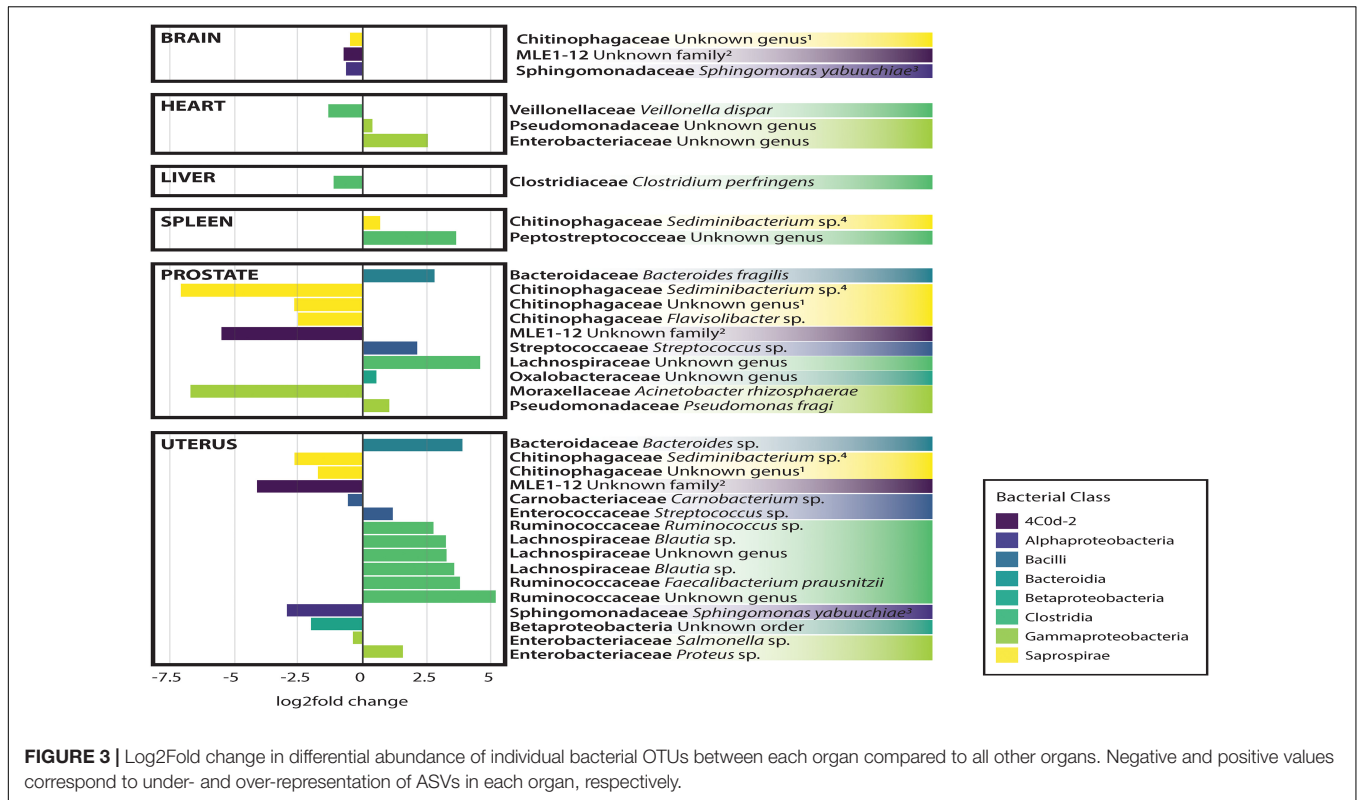 BRAIN
Chitinophagaceae Unknown genus¹
MLE1-12 Unknown family²
Sphingomonadaceae Sphingomonas yabuuchiae³
HEART
Veillonellaceae Veillonella dispar
Pseudomonadaceae Unknown genus
Enterobacteriaceae Unknown genus
LIVER
Clostridiaceae Clostridium perfringens
SPLEEN
Chitinophagaceae Sediminibacterium sp.⁴
Peptostreptococceae Unknown genus
PROSTATE
Bacteroidaceae Bacteroides fragilis
Chitinophagaceae Sediminibacterium sp.⁴
Chitinophagaceae Unknown genus¹
Chitinophagaceae Flavisolibacter sp.
MLE1-12 Unknown family²
Streptococcaceae Streptococcus sp.
Lachnospiraceae Unknown genus
Oxalobacteraceae Unknown genus
Moraxellaceae Acinetobacter rhizosphaerae
Pseudomonadaceae Pseudomonas fragi
UTERUS
Bacteroidaceae Bacteroides sp.
Chitinophagaceae Sediminibacterium sp.⁴
Chitinophagaceae Unknown genus¹
MLE1-12 Unknown family²
Carnobacteriaceae Carnobacterium sp.
Enterococcaceae Streptococcus sp.
Ruminococcaceae Ruminococcus sp.
Lachnospiraceae Blautia sp.
Lachnospiraceae Unknown genus
Lachnospiraceae Blautia sp.
Ruminococcaceae Faecalibacterium prausnitzii
Ruminococcaceae Unknown genus
Sphingomonadaceae Sphingomonas yabuuchiae³
Betaproteobacteria Unknown order
Enterobacteriaceae Salmonella sp.
Enterobacteriaceae Proteus sp.
-7.5 -5 -2.5 0 2.5 5
log2fold change
Bacterial Class
4C0d-2
Alphaproteobacteria
Bacilli
Bacteroidia
Betaproteobacteria
Clostridia
Gammaproteobacteria
Saprospirae
FIGURE 3 | Log2Fold change in differential abundance of individual bacterial OTUs between each organ compared to all other organs. Negative and positive values
correspond to under- and over-representation of ASVs in each organ, respectively.